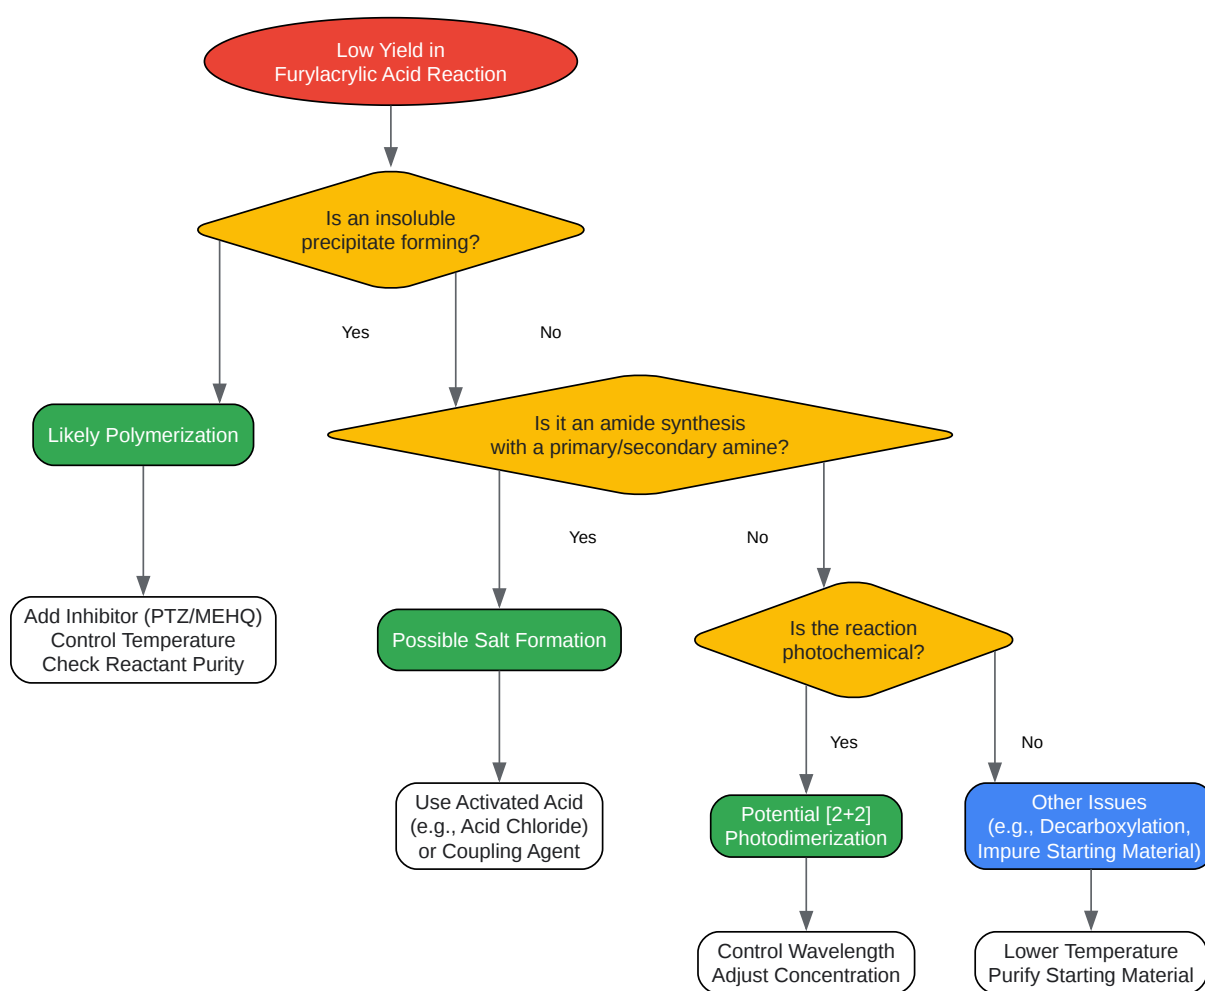 Low Yield in
Furylacrylic Acid Reaction
Is an insoluble
precipitate forming?
Yes
No
Likely Polymerization
Is it an amide synthesis
with a primary/secondary amine?
Add Inhibitor (PTZ/MEHQ)
Control Temperature
Check Reactant Purity
Yes
No
Possible Salt Formation
Is the reaction
photochemical?
Yes
No
Use Activated Acid
(e.g., Acid Chloride)
or Coupling Agent
Potential [2+2]
Photodimerization
Other Issues
(e.g., Decarboxylation,
Impure Starting Material)
Control Wavelength
Adjust Concentration
Lower Temperature
Purify Starting Material